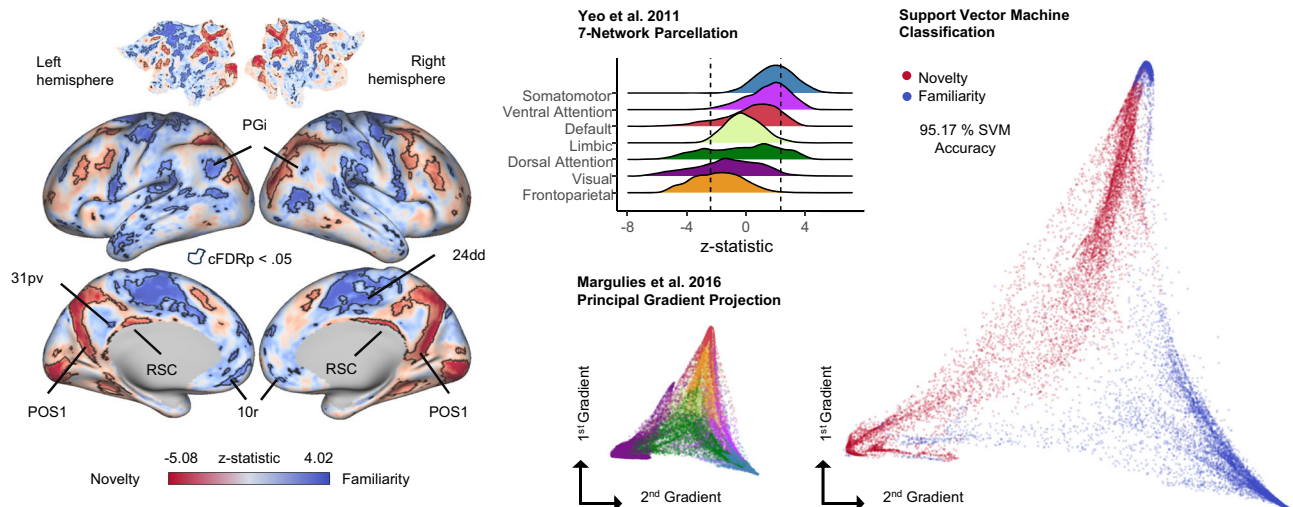 Left
hemisphere
Right
hemisphere
PGi
cFDRp < .05
24dd
31pv
RSC
RSC
POS1
10r
POS1
-5.08 z-statistic 4.02
Novelty
Familiarity
Yeo et al. 2011
7-Network Parcellation
Somatomotor
Ventral Attention
Default
Limbic
Dorsal Attention
Visual
Frontoparietal
-8 -4 0 4
z-statistic
Margulies et al. 2016
Principal Gradient Projection
1st Gradient
2nd Gradient
Support Vector Machine
Classification
Novelty
Familiarity
95.17 % SVM
Accuracy
1st Gradient
2nd Gradient